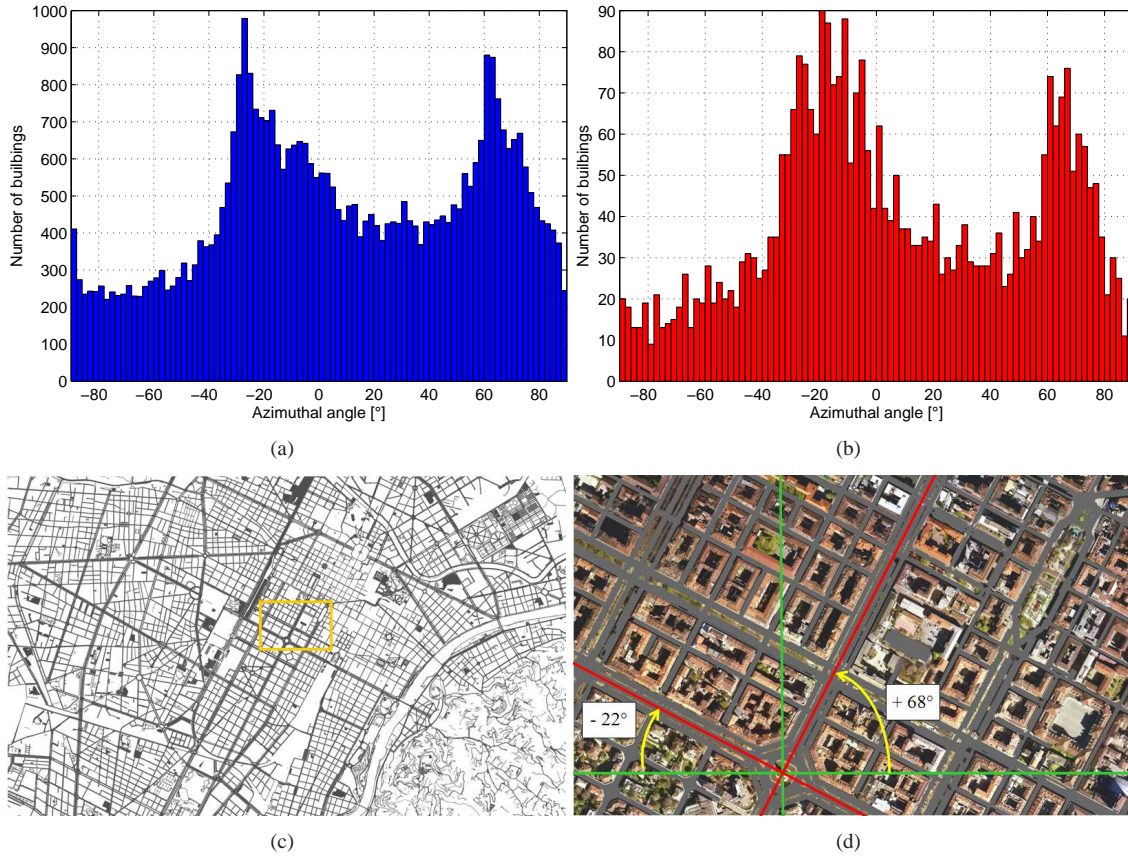 1000
900
800
700
600
500
400
300
200
100
0
Number of builbings
−80 −60 −40 −20 0 20 40 60 80
Azimuthal angle [°]
(a)
90
80
70
60
50
40
30
20
10
0
Number of builbings
−80 −60 −40 −20 0 20 40 60 80
Azimuthal angle [°]
(b)
(c)
- 22°
+ 68°
(d)